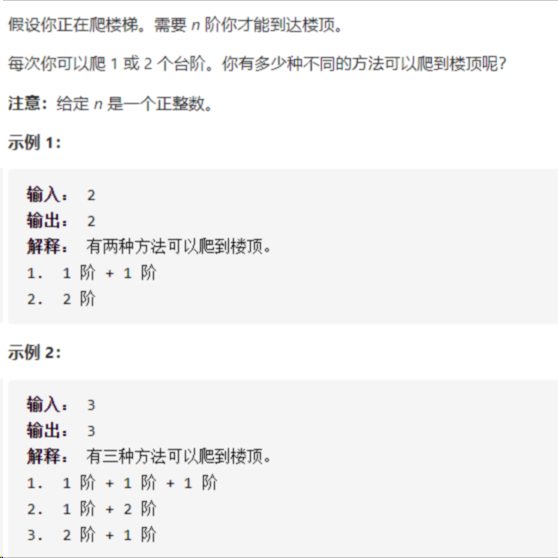 假设你正在爬楼梯。需要 n 阶你才能到达楼顶。
每次你可以爬 1 或 2 个台阶。你有多少种不同的方法可以爬到楼顶呢?
注意：给定 n 是一个正整数。
示例 1：
输入： 2
输出： 2
解释： 有两种方法可以爬到楼顶。
1. 1 阶 + 1 阶
2. 2 阶
示例 2：
输入： 3
输出： 3
解释： 有三种方法可以爬到楼顶。
1. 1 阶 + 1 阶 + 1 阶
2. 1 阶 + 2 阶
3. 2 阶 + 1 阶